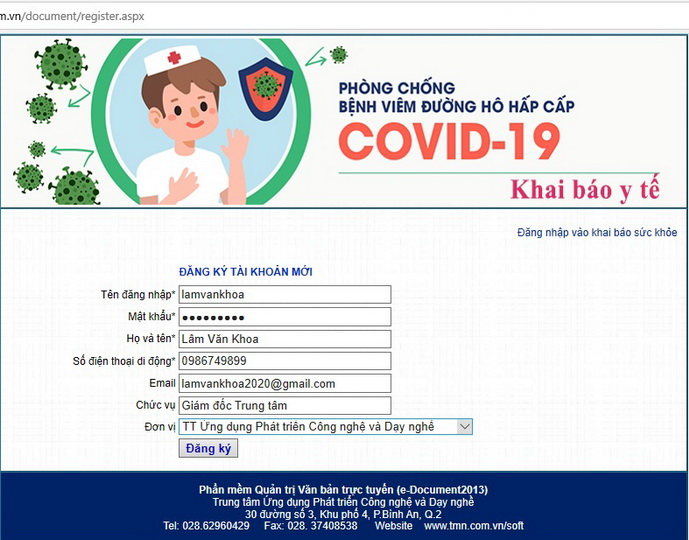 m.vn/document/register.aspx
PHÒNG CHỐNG
BỆNH VIÊM ĐƯỜNG HÔ HẤP CẤP
COVID-19
Khai báo y tế
Đăng nhập vào khai báo sức khỏe
ĐĂNG KÝ TÀI KHOẢN MỚI
Tên đăng nhập* lamvankhoa
Mật khẩu* ●●●●●●●●●
Họ và tên* Lâm Văn Khoa
Số điện thoại di động* 0986749899
Email lamvankhoa2020@gmail.com
Chức vụ Giám đốc Trung tâm
Đơn vị TT Ứng dụng Phát triển Công nghệ và Dạy nghề
Đăng ký
Phần mềm Quản trị Văn bản trực tuyến (e-Document2013)
Trung tâm Ứng dụng Phát triển Công nghệ và Dạy nghề
30 đường số 3, Khu phố 4, P.Bình An, Q.2
Tel: 028.62960429 Fax: 028. 37408538 Website www.tmn.com.vn/soft